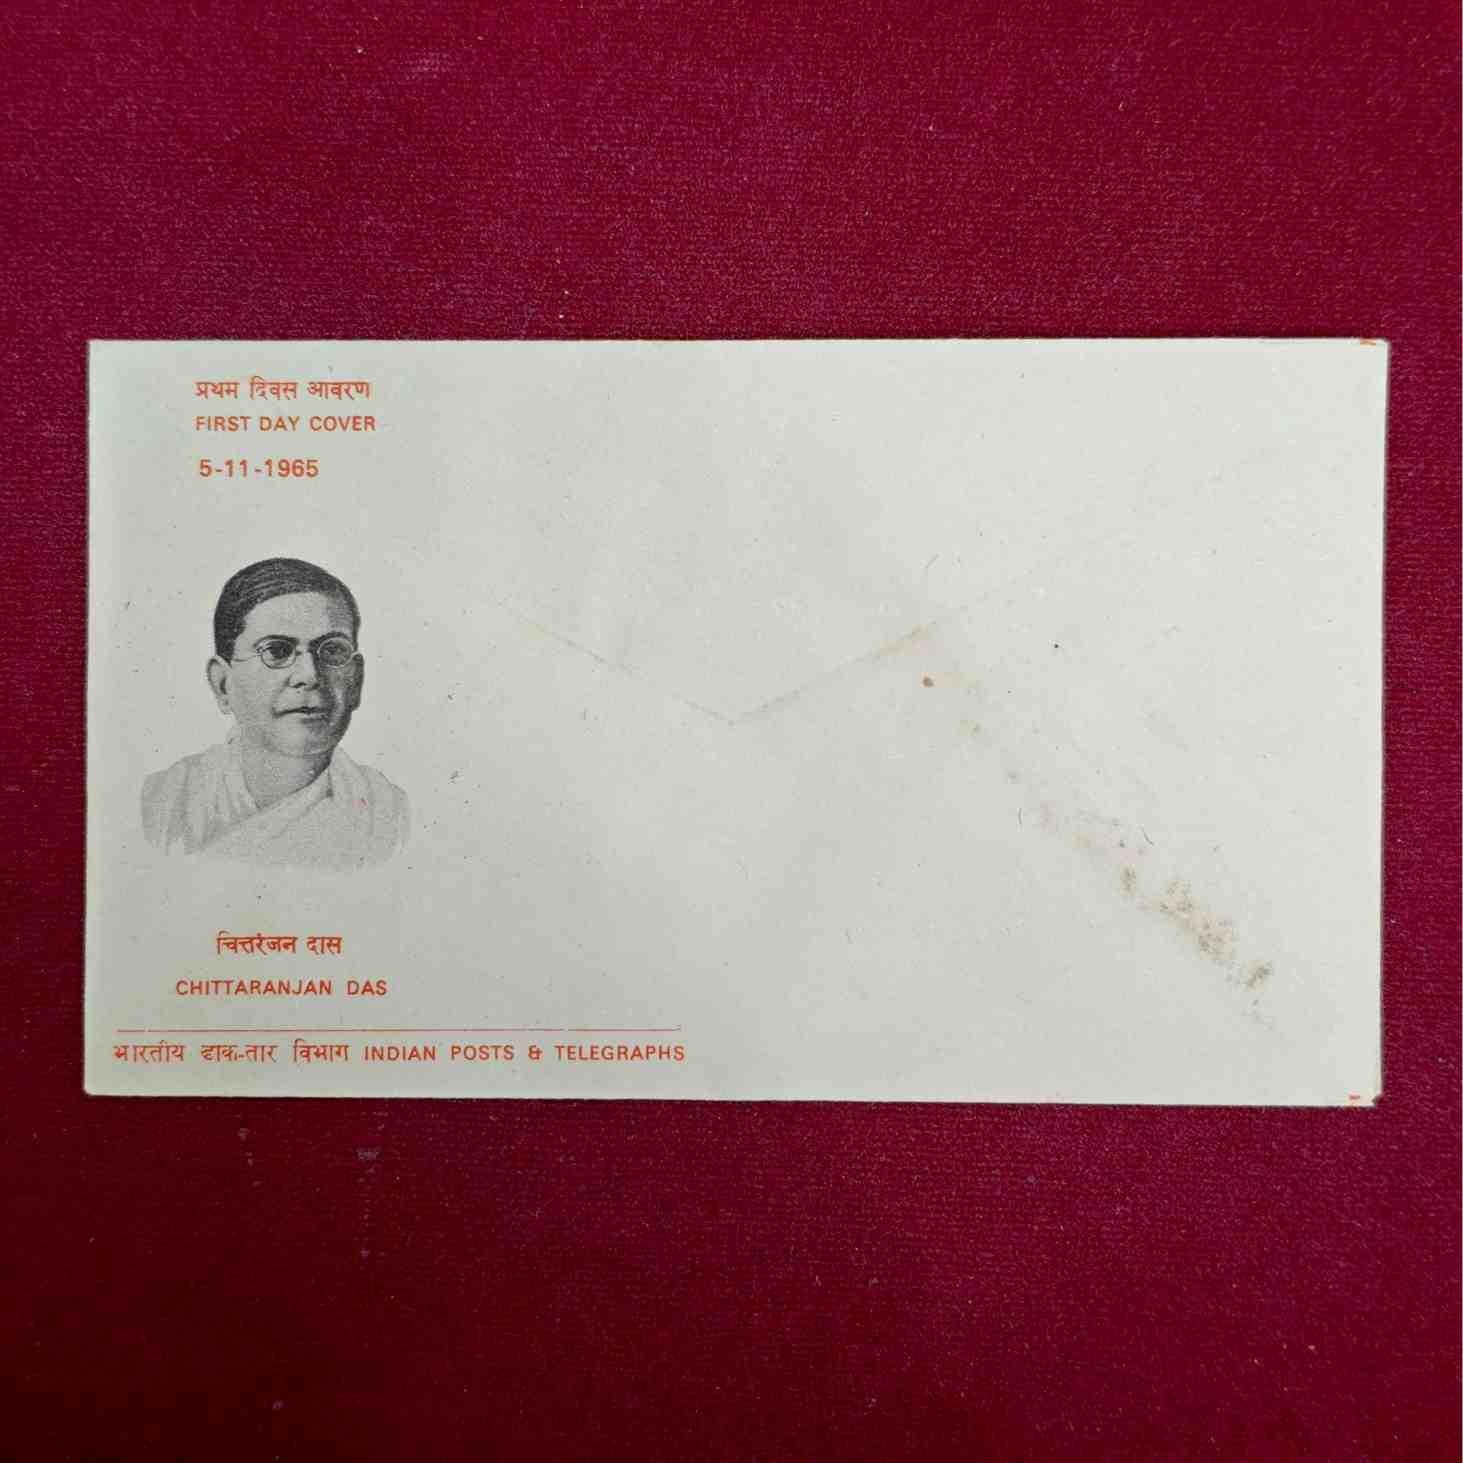 प्रथम दिवस आवरण
FIRST DAY COVER
5-11-1965
चित्तरंजन दास
CHITTARANJAN DAS
भारतीय डाक-तार विभाग INDIAN POSTS & TELEGRAPHS